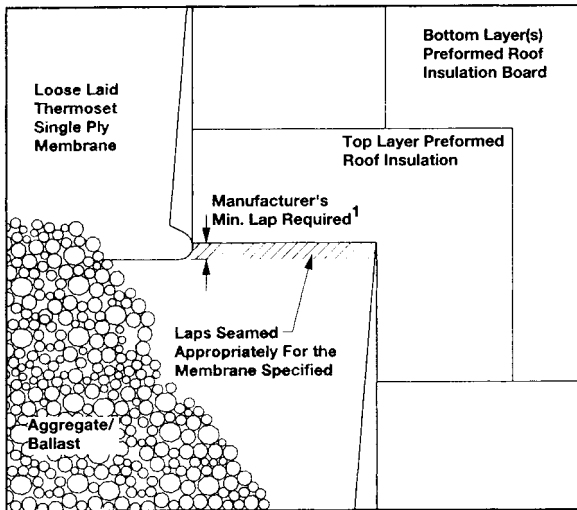 Bottom Layer(s)
Preformed Roof
Insulation Board
Loose Laid
Thermoset
Single Ply
Membrane
Top Layer Preformed
Roof Insulation
Manufacturer's
Min. Lap Required1
Laps Seamed
Appropriately For the
Membrane Specified
Aggregate/
Ballast